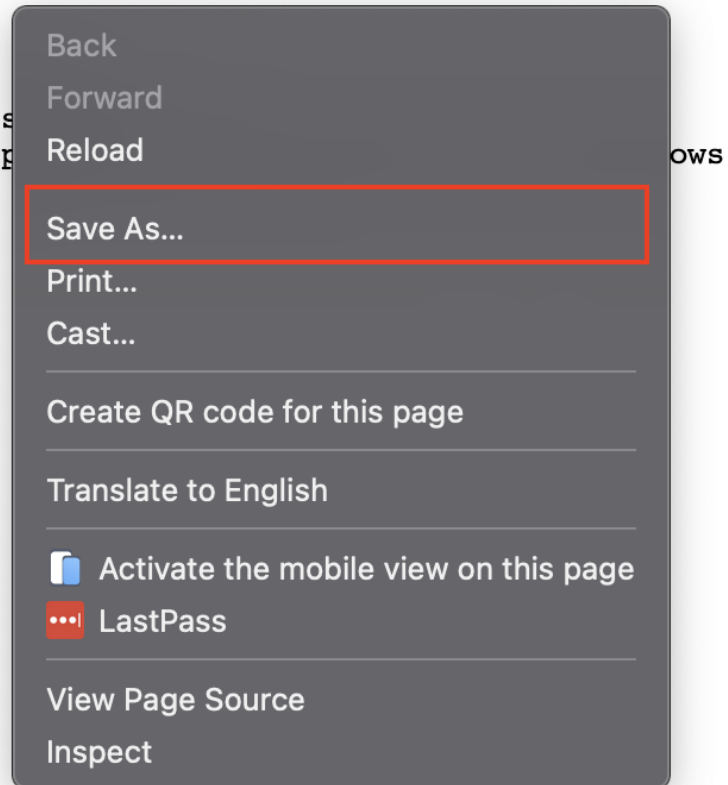 Back
Forward
Reload
ows
Save As...
Print...
Cast...
Create QR code for this page
Translate to English
Activate the mobile view on this page
LastPass
View Page Source
Inspect